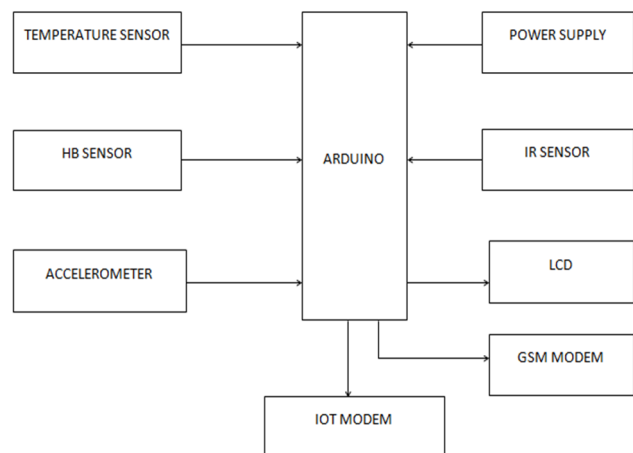 TEMPERATURE SENSOR
POWER SUPPLY
HB SENSOR
ARDUINO
IR SENSOR
ACCELEROMETER
LCD
GSM MODEM
IOT MODEM